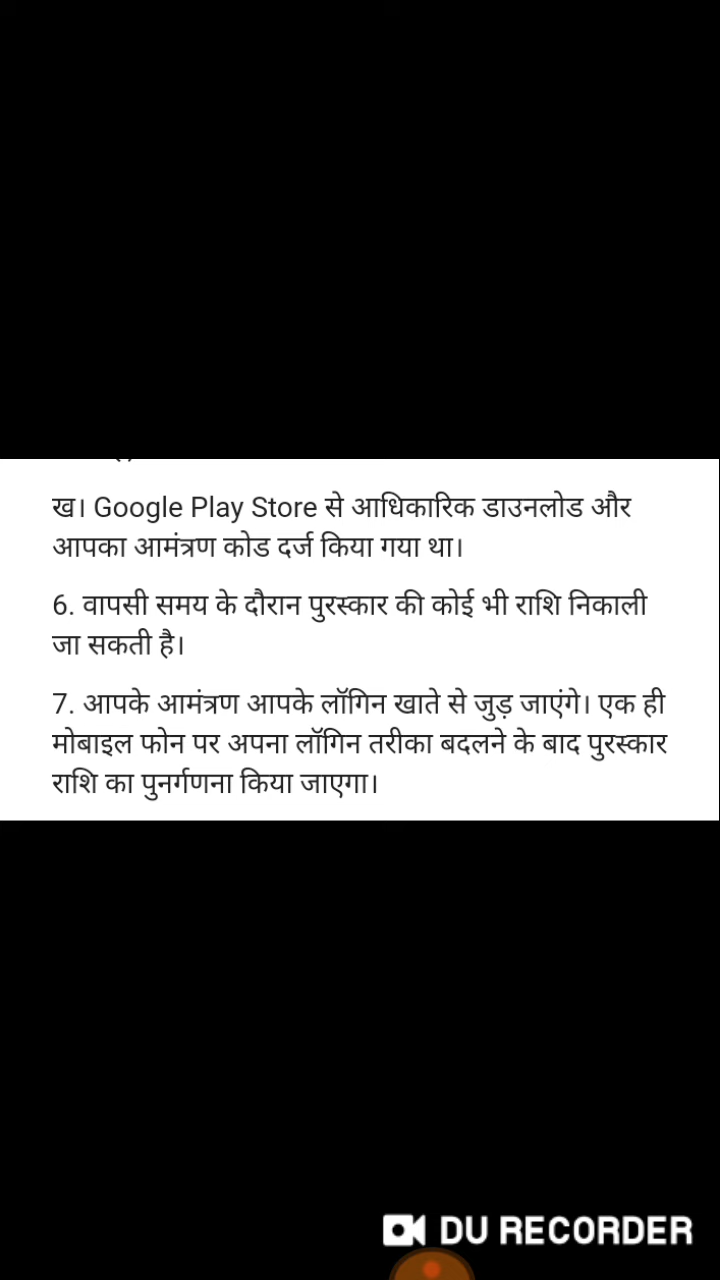 ख। Google Play Store से आधिकारिक डाउनलोड और
आपका आमंत्रण कोड दर्ज किया गया था।
6. वापसी समय के दौरान पुरस्कार की कोई भी राशि निकाली
जा सकती है।
7. आपके आमंत्रण आपके लॉगिन खाते से जुड़ जाएंगे। एक ही
मोबाइल फोन पर अपना लॉगिन तरीका बदलने के बाद पुरस्कार
राशि का पुनर्गणना किया जाएगा।
DU RECORDER